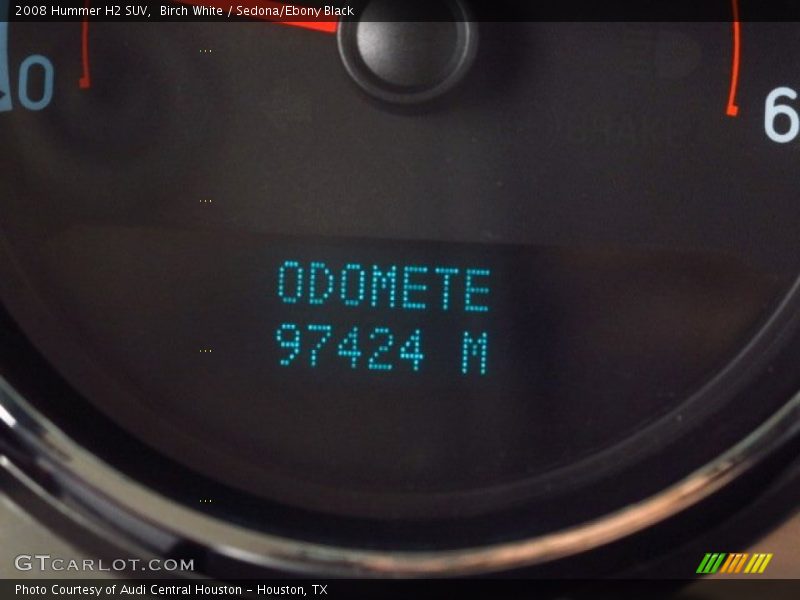 2008 Hummer H2 SUV,  Birch White / Sedona/Ebony Black
0
6
ODOMETE
97424 M
GTCARLOT.COM
Photo Courtesy of Audi Central Houston - Houston, TX